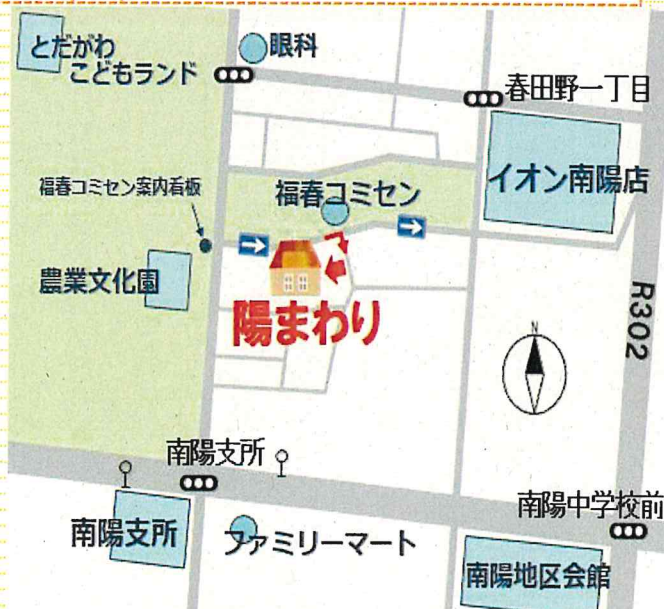 とだがわ
こどもランド
眼科
春田野一丁目
イオン南陽店
福春コミセン案内看板
福春コミセン
農業文化園
陽まわり
N
R302
南陽支所
南陽中学校前
南陽支所
ファミリーマート
南陽地区会館